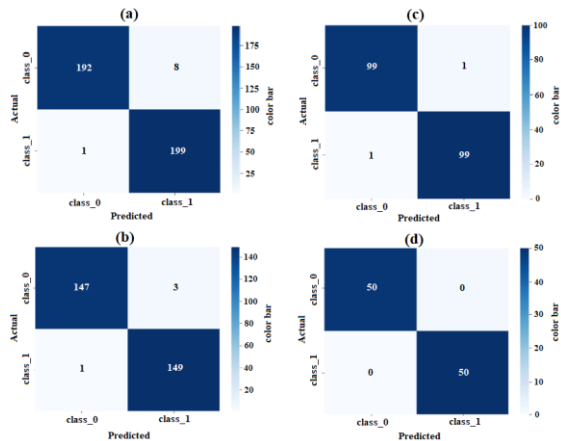 (a)
class_0
class_1
Actual
192
8
1
199
class_0
class_1
Predicted
175
150
125
100
75
50
25
color bar
(c)
class_0
class_1
Actual
99
1
1
99
class_0
class_1
Predicted
100
80
60
40
20
0
color bar
(b)
class_0
class_1
Actual
147
3
1
149
class_0
class_1
Predicted
140
120
100
80
60
40
20
color bar
(d)
class_0
class_1
Actual
50
0
0
50
class_0
class_1
Predicted
50
40
30
20
10
0
color bar